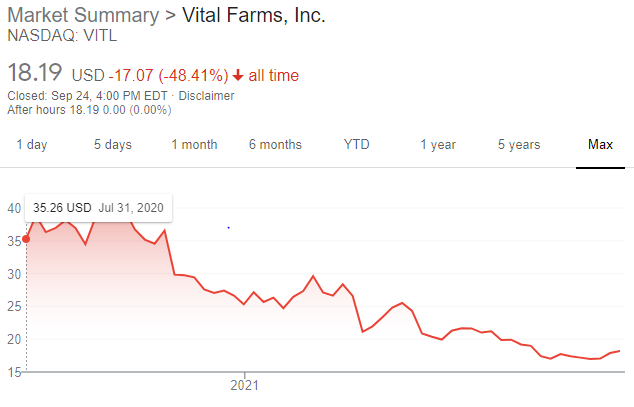 Market Summary > Vital Farms, Inc.
NASDAQ: VITL
18.19 USD -17.07 (-48.41%) all time
Closed: Sep 24, 4:00 PM EDT · Disclaimer
After hours 18.19 0.00 (0.00%)
1 day 5 days 1 month 6 months YTD 1 year 5 years Max
35.26 USD Jul 31, 2020
40
35
30
25
20
15
2021